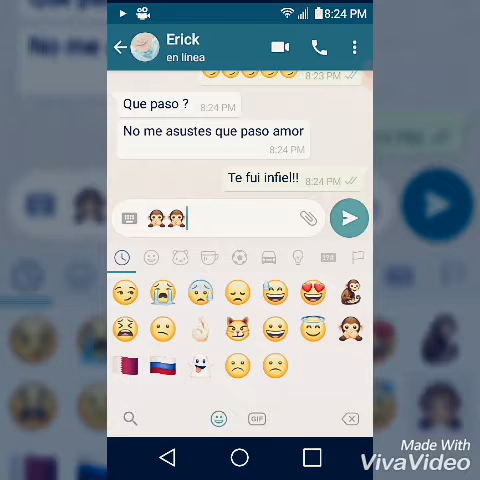 8:24 PM
Erick
en línea
8:23 PM
Que paso ? 8:24 PM
No me asustes que paso amor
8:24 PM
Te fui infiel!! 8:24 PM
GIF
Made With
VivaVideo